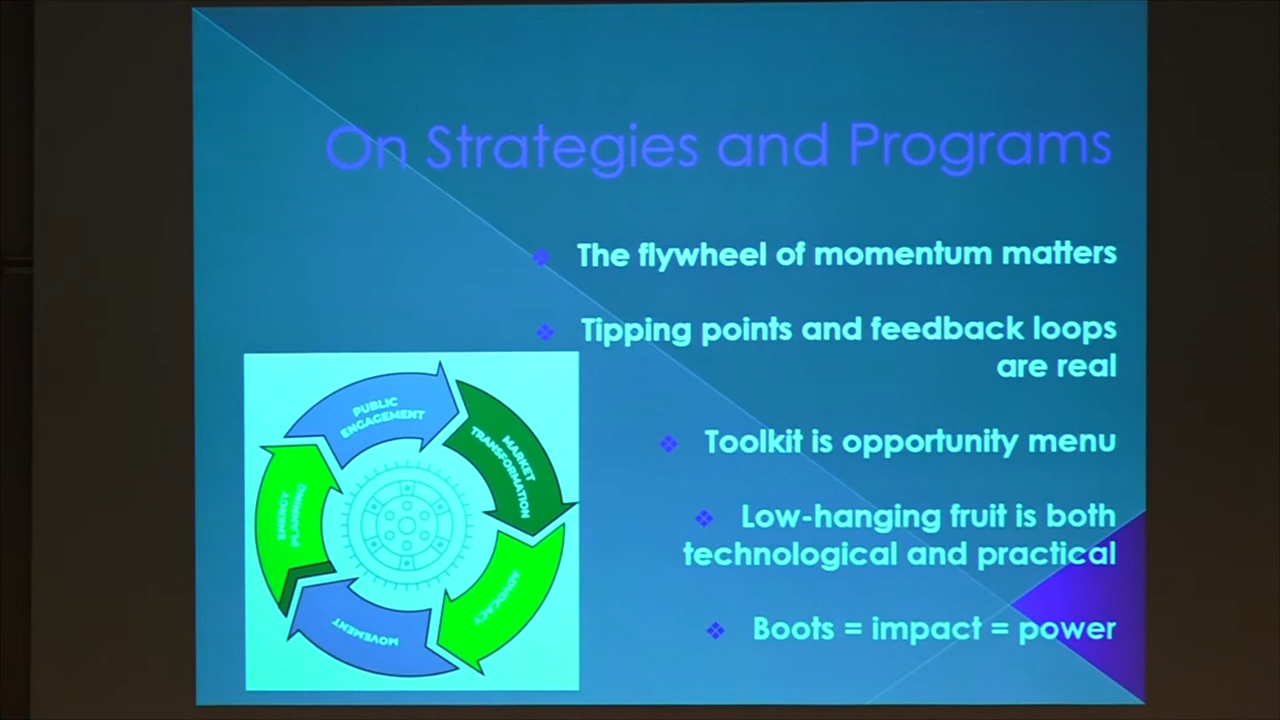 On Strategies and Programs
The flywheel of momentum matters
Tipping points and feedback loops
are real
Toolkit is opportunity menu
Low-hanging fruit is both
technological and practical
Boots = impact = power
PUBLIC
ENGAGEMENT
MARKET
TRANSFORMATION
ADVOCACY
MOVEMENT
ENERGY
PLANNING